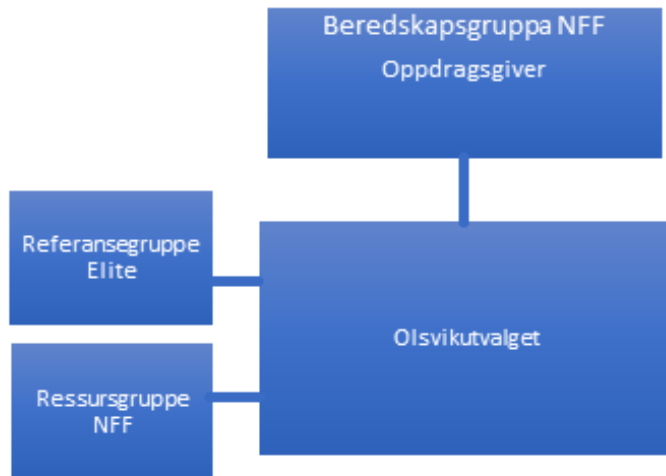 Beredskapsgruppa NFF
Oppdragsgiver
Referansegruppe
Elite
Olsvikutvalget
Ressursgruppe
NFF